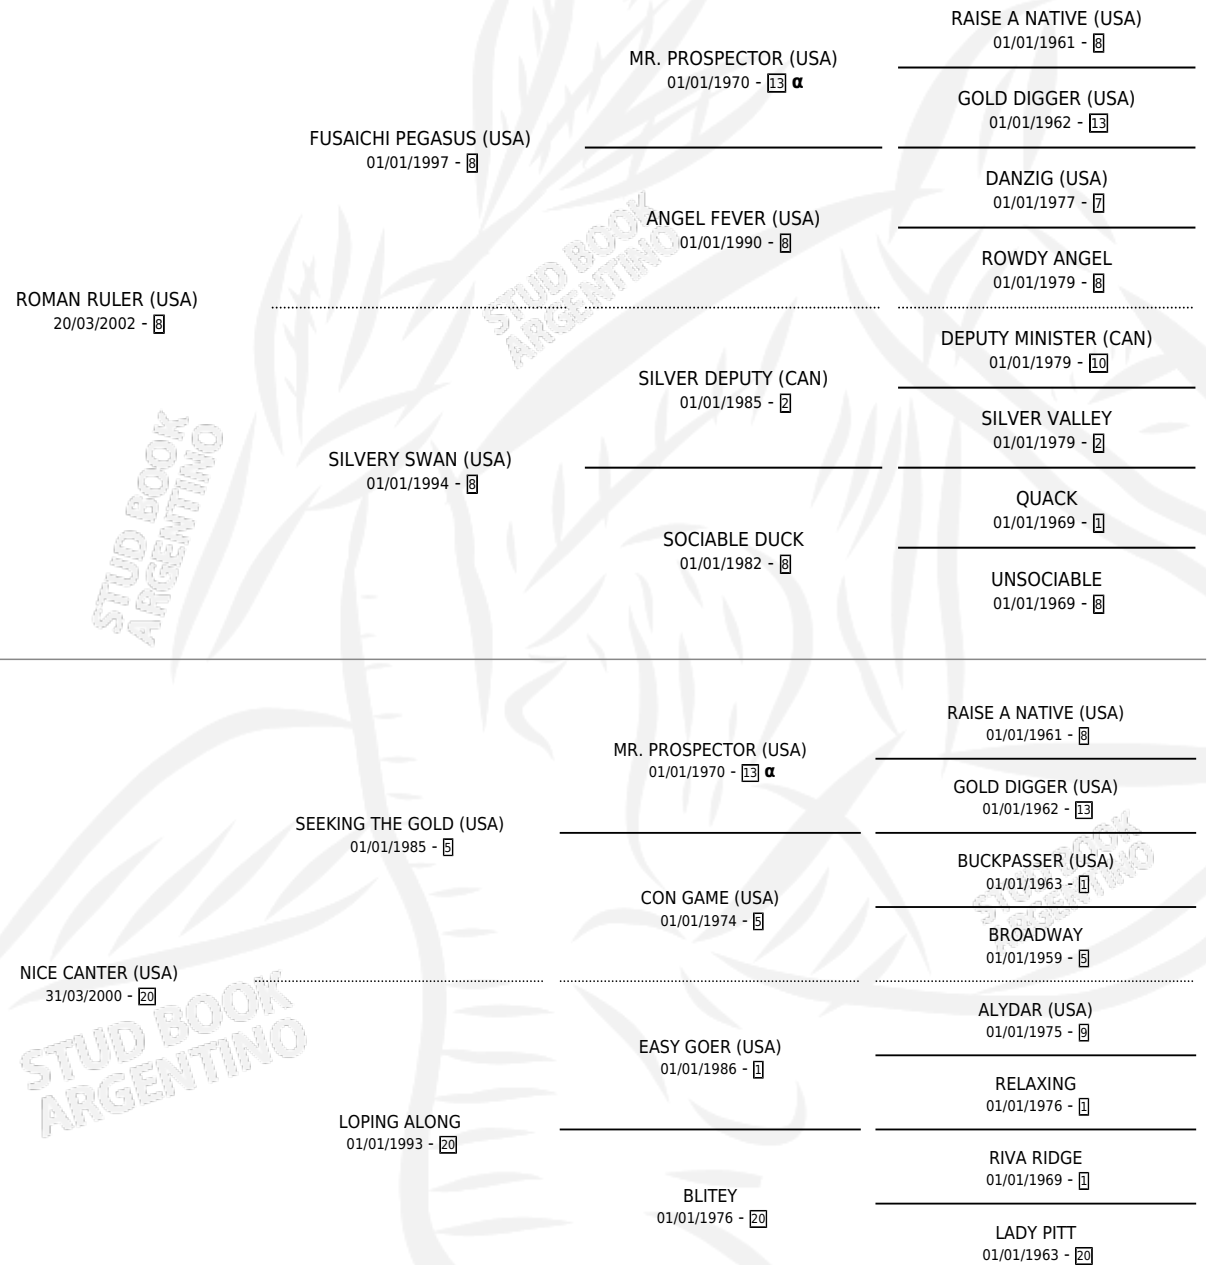 RAISE A NATIVE (USA)
01/01/1961 - 8
MR. PROSPECTOR (USA)
01/01/1970 - 13 α
GOLD DIGGER (USA)
01/01/1962 - 13
FUSAICHI PEGASUS (USA)
01/01/1997 - 8
DANZIG (USA)
01/01/1977 - 7
ANGEL FEVER (USA)
01/01/1990 - 8
ROWDY ANGEL
01/01/1979 - 8
ROMAN RULER (USA)
20/03/2002 - 8
DEPUTY MINISTER (CAN)
01/01/1979 - 10
SILVER DEPUTY (CAN)
01/01/1985 - 2
SILVER VALLEY
01/01/1979 - 2
SILVERY SWAN (USA)
01/01/1994 - 8
QUACK
01/01/1969 - 1
SOCIABLE DUCK
01/01/1982 - 8
UNSOCIABLE
01/01/1969 - 8
STUD BOOK
ARGENTINO
STUD BOOK
ARGENTINO
RAISE A NATIVE (USA)
01/01/1961 - 8
MR. PROSPECTOR (USA)
01/01/1970 - 13 α
GOLD DIGGER (USA)
01/01/1962 - 13
SEEKING THE GOLD (USA)
01/01/1985 - 5
BUCKPASSER (USA)
01/01/1963 - 1
CON GAME (USA)
01/01/1974 - 5
BROADWAY
01/01/1959 - 5
NICE CANTER (USA)
31/03/2000 - 20
ALYDAR (USA)
01/01/1975 - 9
EASY GOER (USA)
01/01/1986 - 1
RELAXING
01/01/1976 - 1
LOPING ALONG
01/01/1993 - 20
RIVA RIDGE
01/01/1969 - 1
BLITEY
01/01/1976 - 20
LADY PITT
01/01/1963 - 20
STUD BOOK
ARGENTINO
STUD BOOK
ARGENTINO